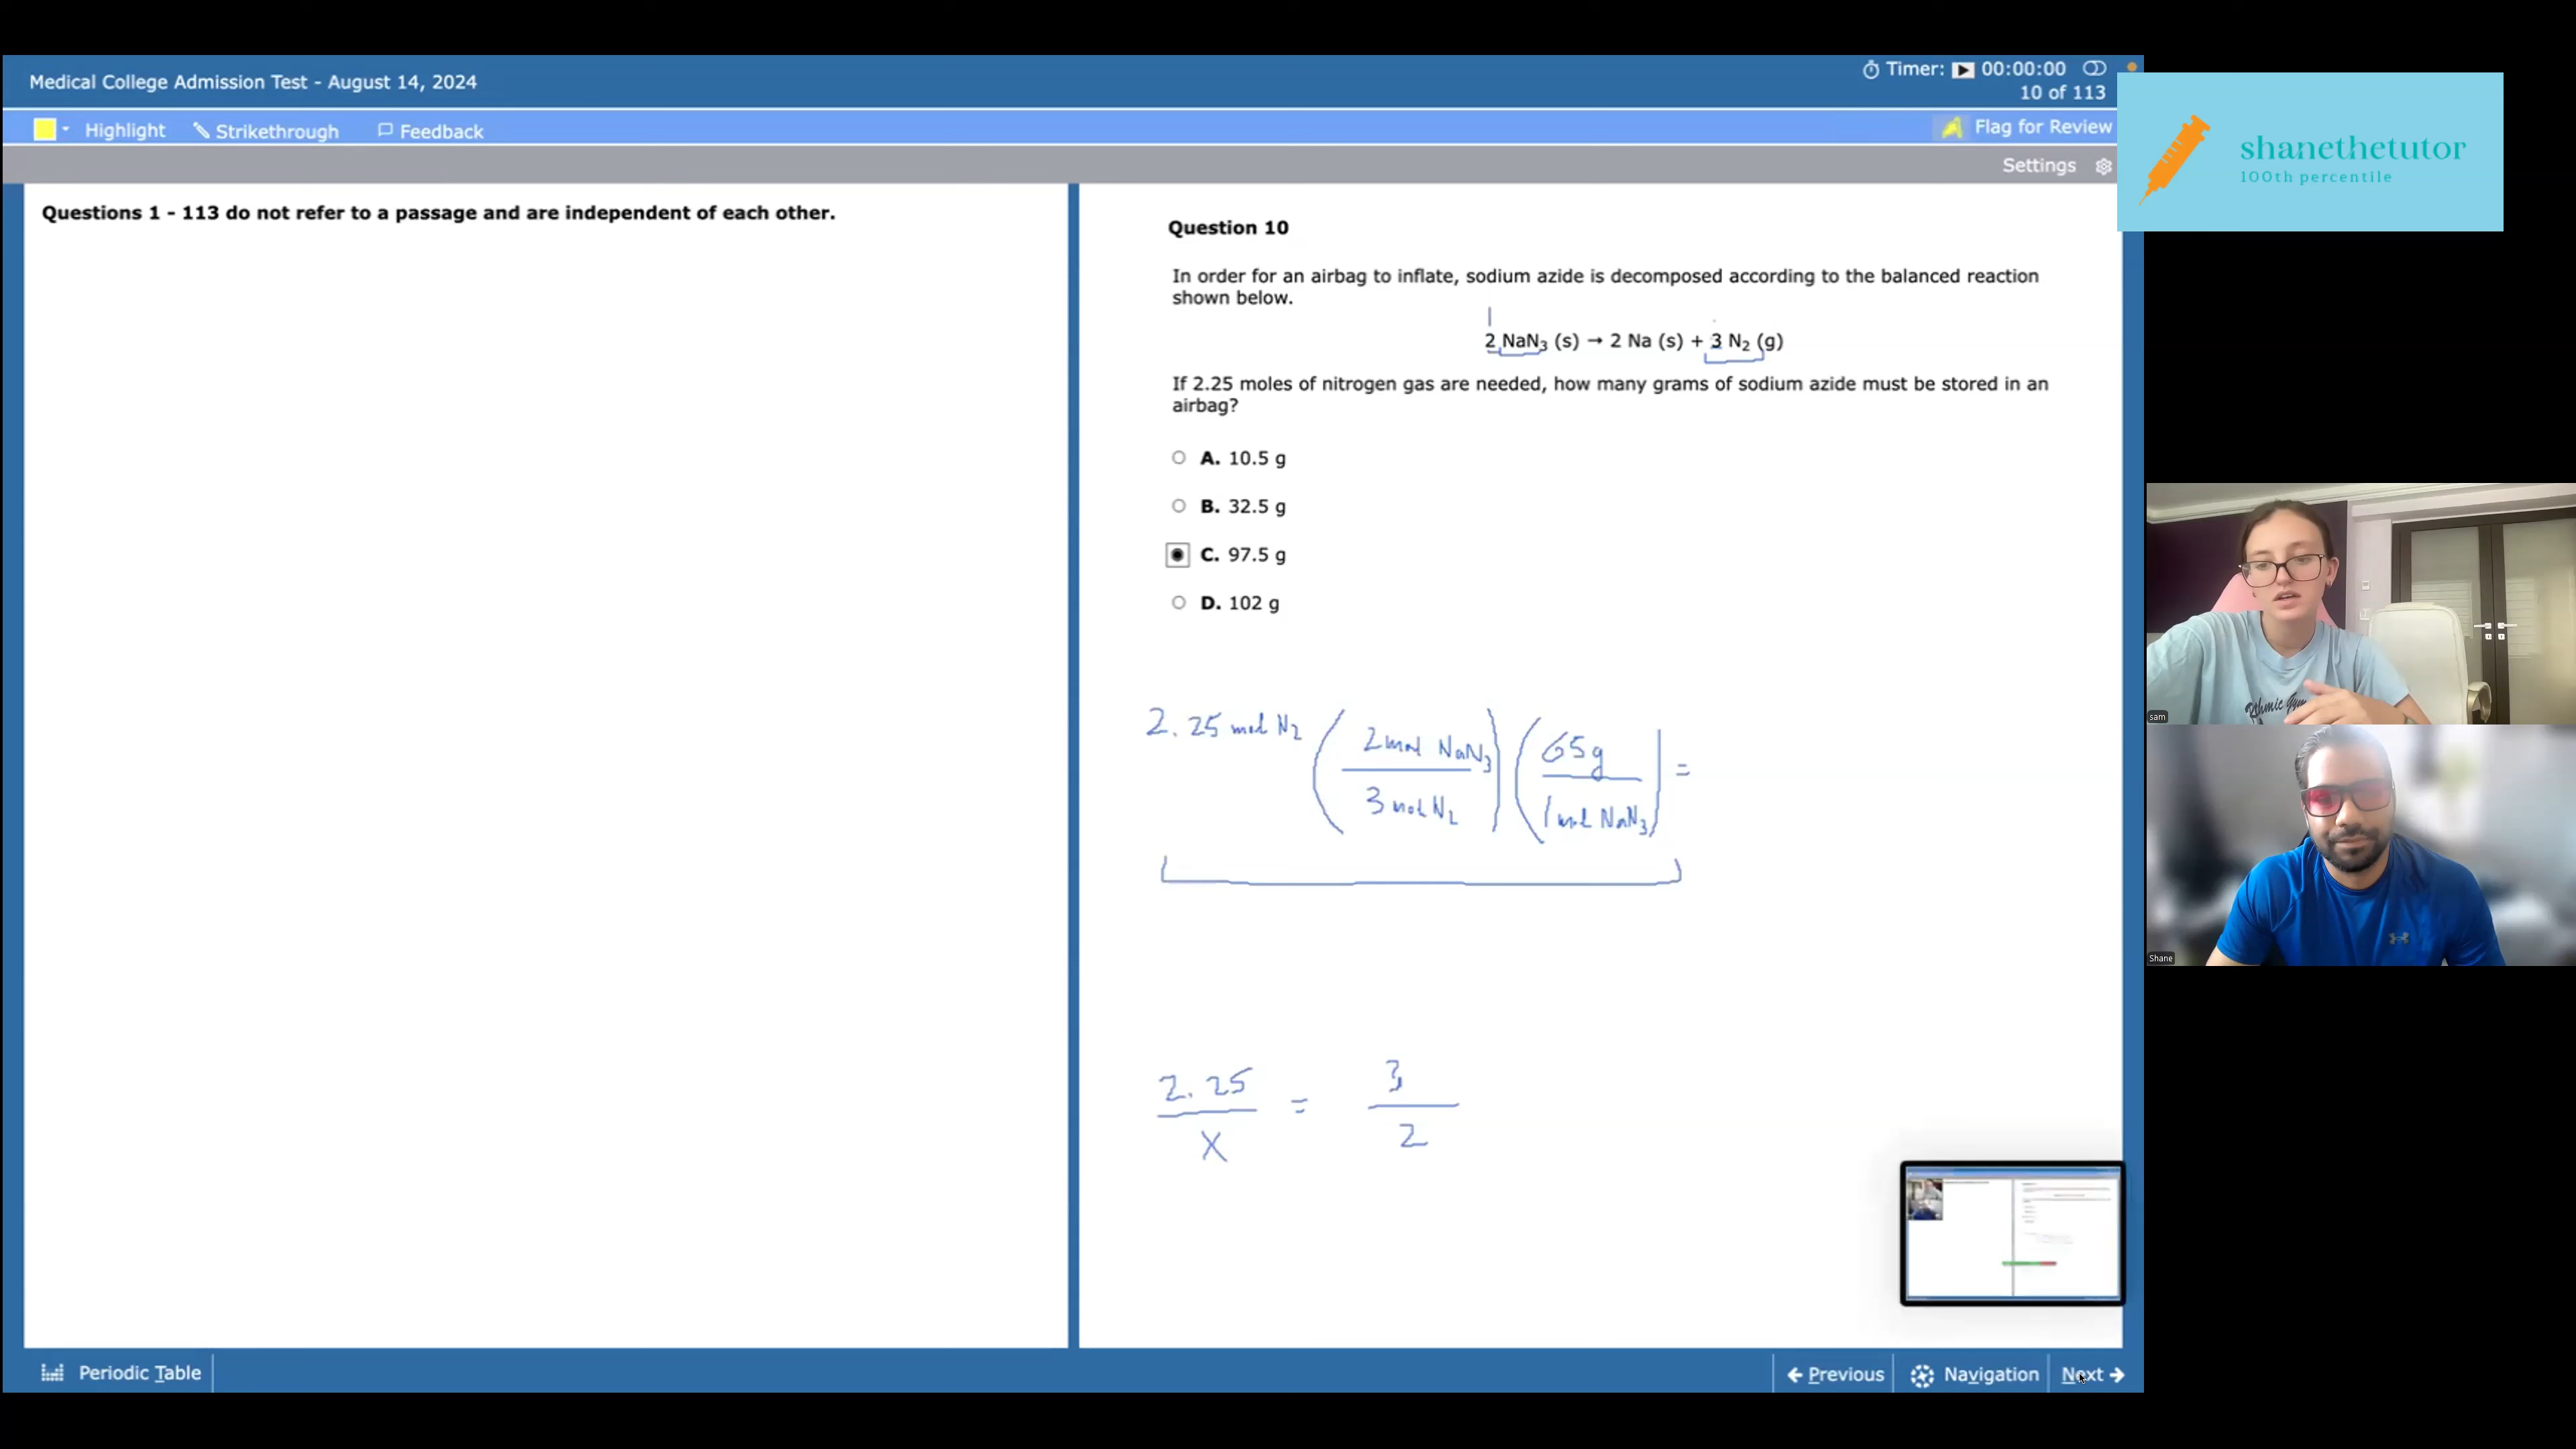 Medical College Admission Test - August 14, 2024
Timer: 00:00:00
10 of 113
Highlight Strikethrough Feedback
Flag for Review
Settings
shanethetutor
100th percentile
Questions 1 - 113 do not refer to a passage and are independent of each other.
Question 10
In order for an airbag to inflate, sodium azide is decomposed according to the balanced reaction
shown below.
2 NaN₃ (s) → 2 Na (s) + 3 N₂ (g)
If 2.25 moles of nitrogen gas are needed, how many grams of sodium azide must be stored in an
airbag?
A. 10.5 g
B. 32.5 g
C. 97.5 g
D. 102 g
2.25 mol N₂ (2 mol NaN₃ / 3 mol N₂) (65g / 1 mol NaN₃) =
2.25 / X = 3 / 2
sam
Shane
Periodic Table
Previous Navigation Next